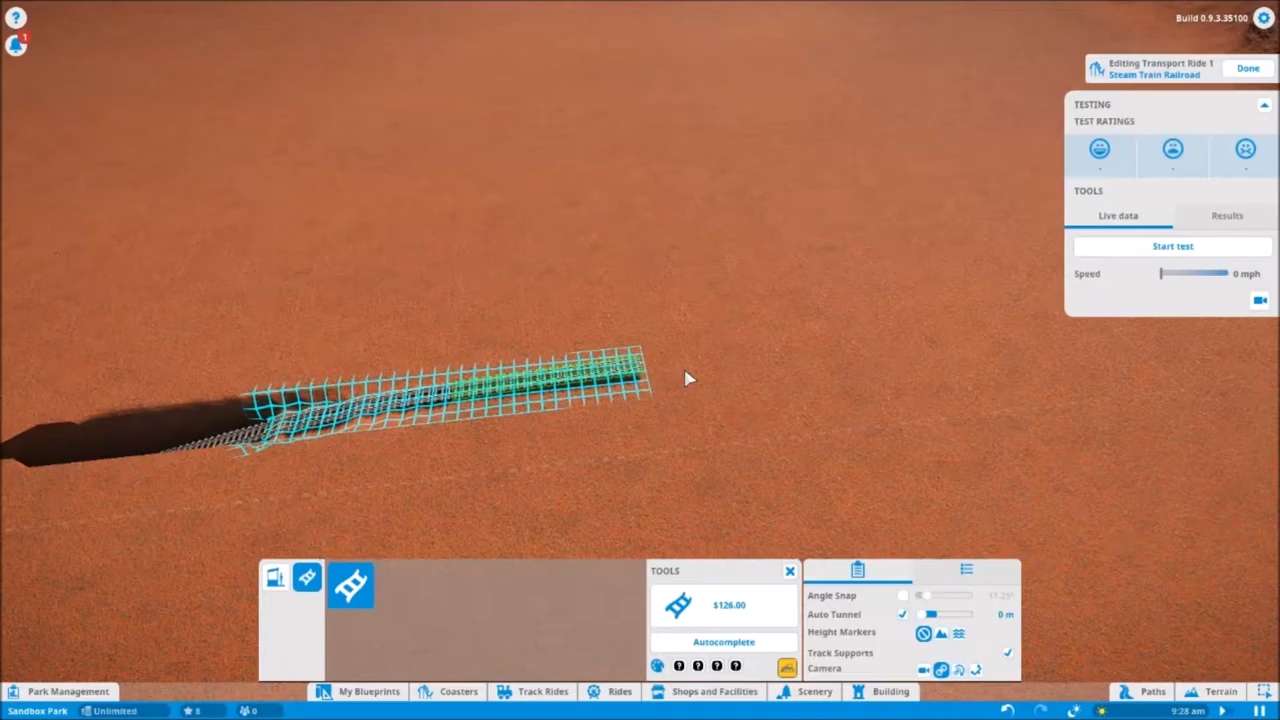 ?
Build 0.9.3.35100
1
Editing Transport Ride 1
Steam Train Railroad
Done
TESTING
TEST RATINGS
- - -
TOOLS
Live data Results
Start test
Speed 0 mph
TOOLS
$126.00
Autocomplete
? ? ? ?
Angle Snap 11.25°
Auto Tunnel 0 m
Height Markers
Track Supports
Camera
Park Management My Blueprints Coasters Track Rides Rides Shops and Facilities Scenery Building Paths Terrain
Sandbox Park Unlimited 8 0 9:28 am